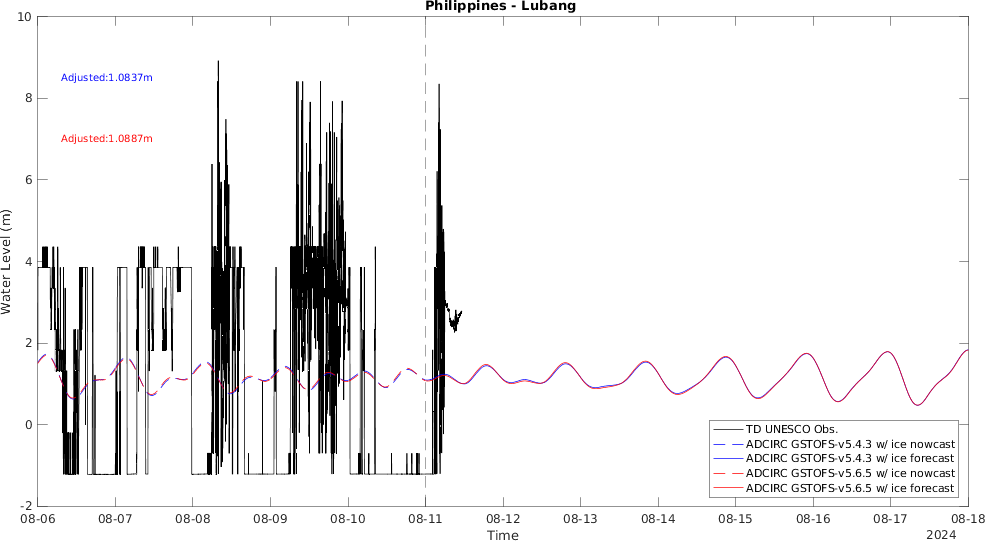 Philippines - Lubang
10
8
6
4
2
0
-2
Water Level (m)
Adjusted:1.0837m
Adjusted:1.0887m
TD UNESCO Obs.
ADCIRC GSTOFS-v5.4.3 w/ ice nowcast
ADCIRC GSTOFS-v5.4.3 w/ ice forecast
ADCIRC GSTOFS-v5.6.5 w/ ice nowcast
ADCIRC GSTOFS-v5.6.5 w/ ice forecast
08-06 08-07 08-08 08-09 08-10 08-11 08-12 08-13 08-14 08-15 08-16 08-17 08-18
Time
2024